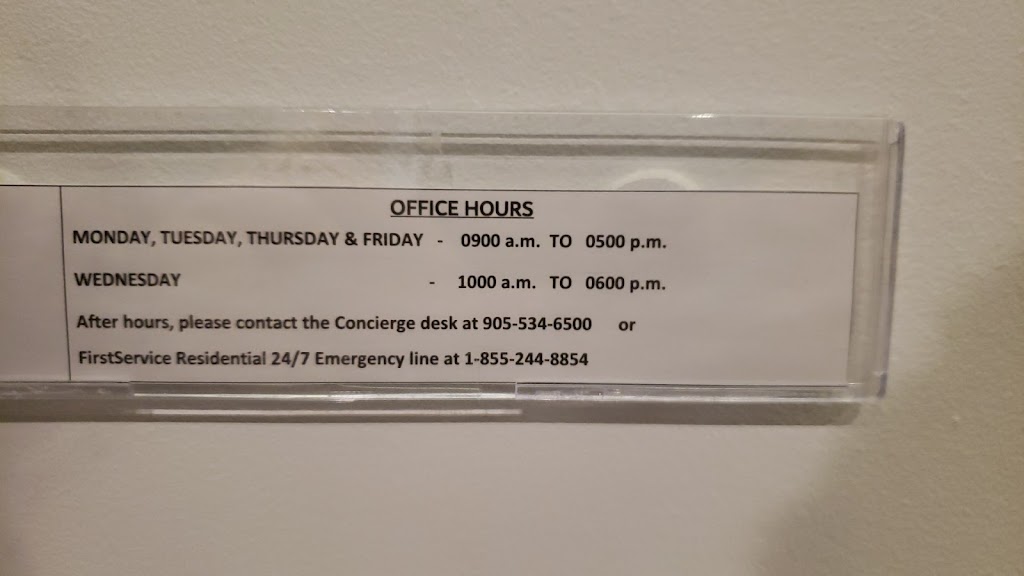 OFFICE HOURS
MONDAY, TUESDAY, THURSDAY & FRIDAY - 0900 a.m. TO 0500 p.m.
WEDNESDAY - 1000 a.m. TO 0600 p.m.
After hours, please contact the Concierge desk at 905-534-6500 or
FirstService Residential 24/7 Emergency line at 1-855-244-8854